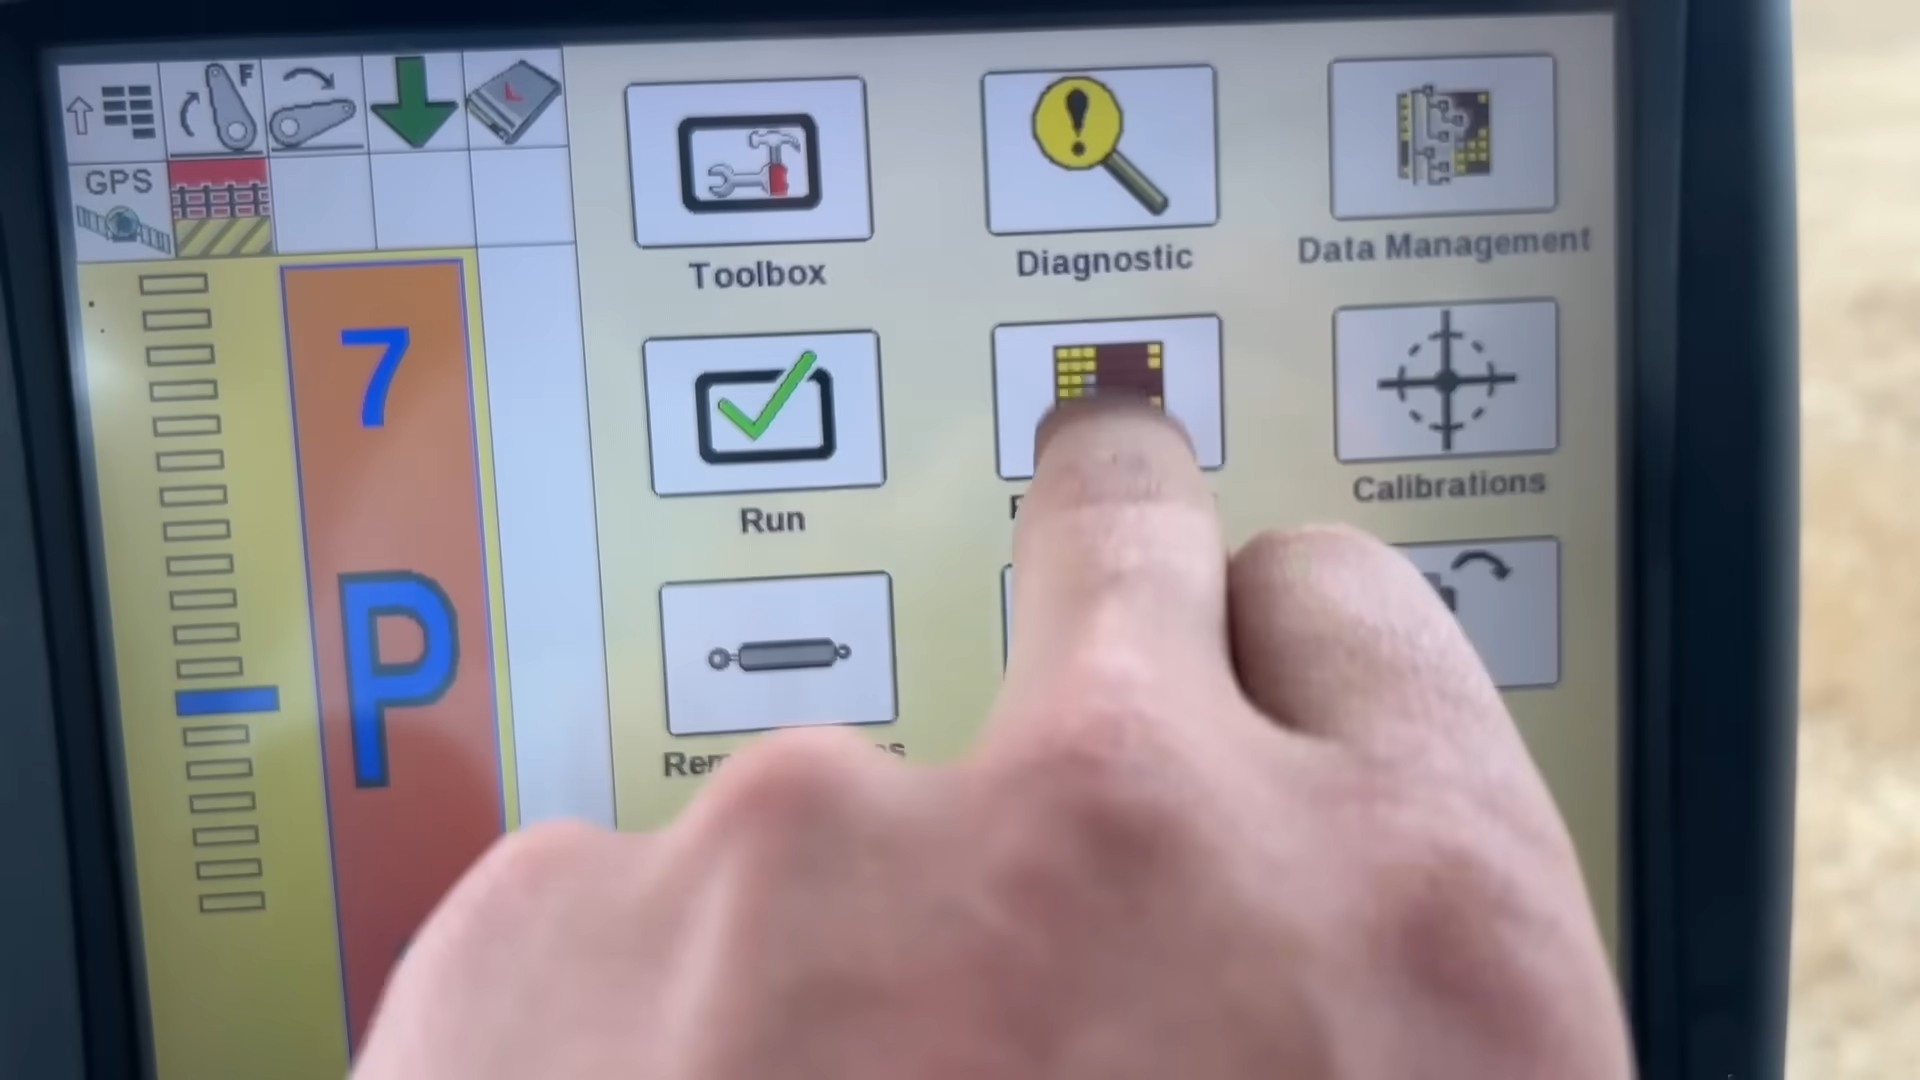 F
GPS
7
P
Toolbox
Diagnostic
Data Management
Run
Calibrations